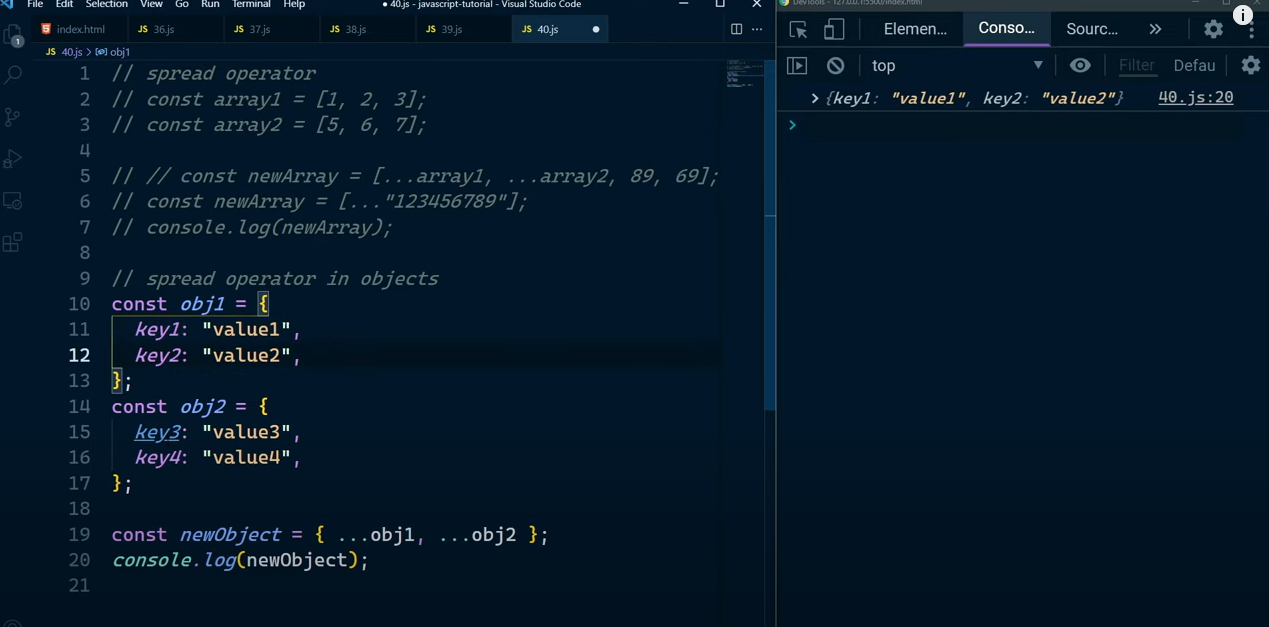 File Edit Selection View Go Run Terminal Help
● 40.js - javascript-tutorial - Visual Studio Code
DevTools - 127.0.0.1:5500/index.html
index.html JS 36.js JS 37.js JS 38.js JS 39.js JS 40.js ●
JS 40.js > obj1
1 // spread operator
2 // const array1 = [1, 2, 3];
3 // const array2 = [5, 6, 7];
4
5 // // const newArray = [...array1, ...array2, 89, 69];
6 // const newArray = [..."123456789"];
7 // console.log(newArray);
8
9 // spread operator in objects
10 const obj1 = {
11 key1: "value1",
12 key2: "value2",
13 };
14 const obj2 = {
15 key3: "value3",
16 key4: "value4",
17 };
18
19 const newObject = { ...obj1, ...obj2 };
20 console.log(newObject);
21
1
Elemen... Conso... Sourc... »
top Filter Defau
> {key1: "value1", key2: "value2"} 40.js:20
>